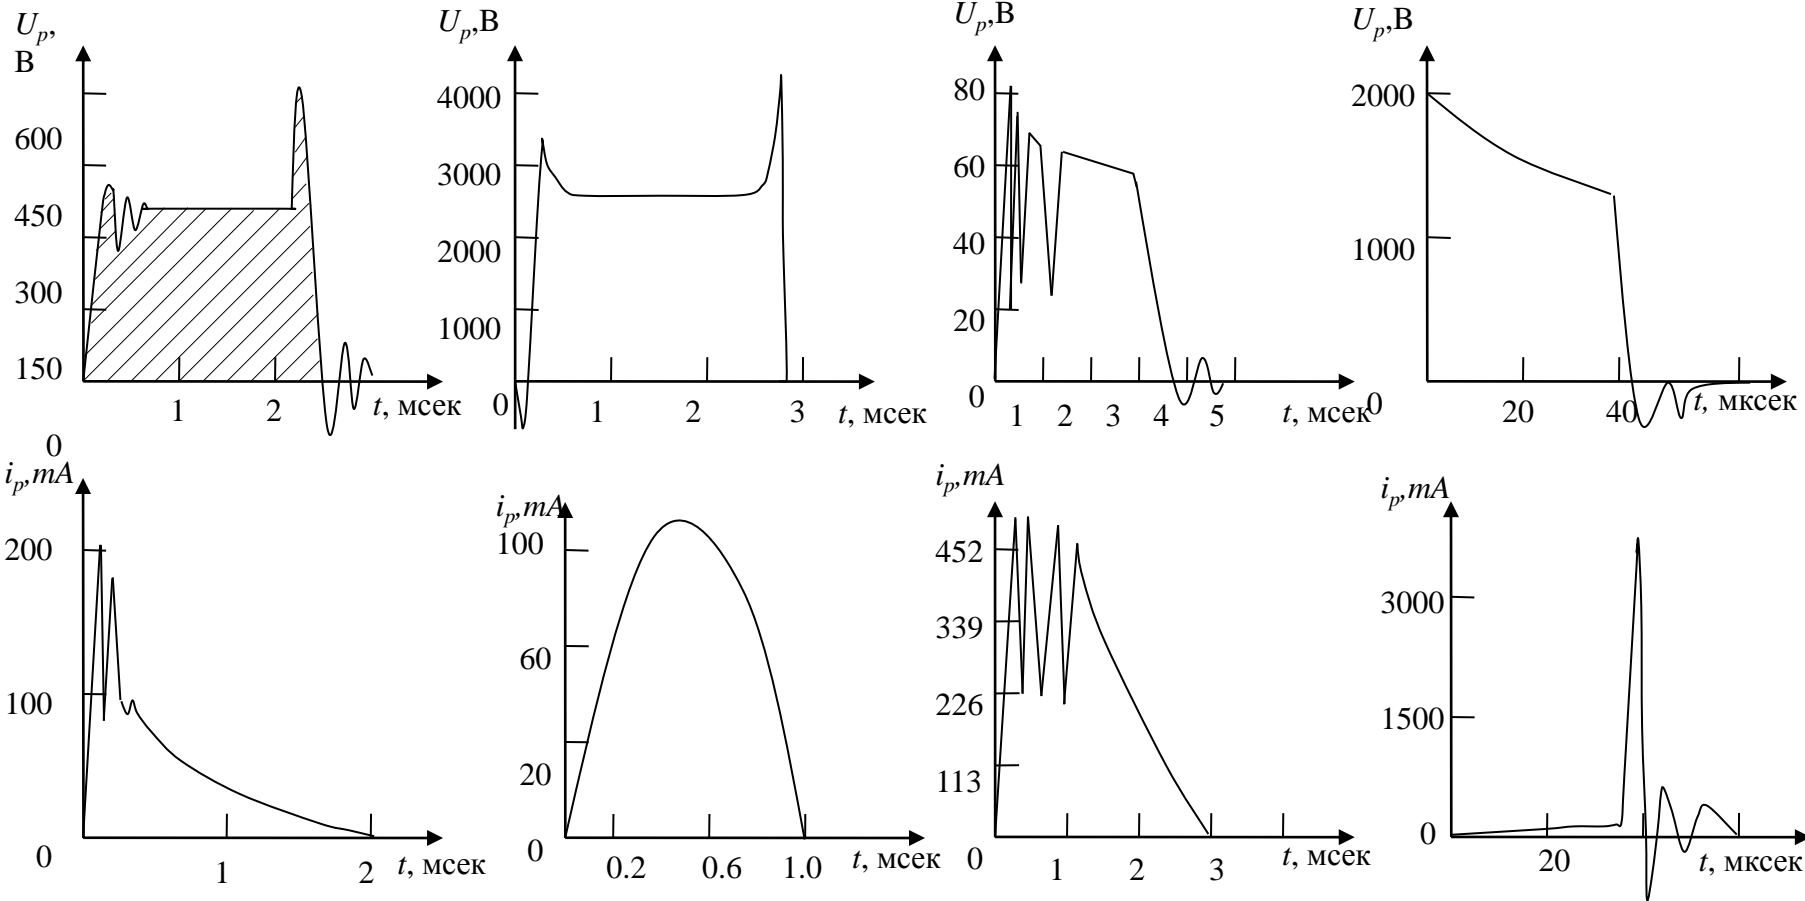 U_p,
В
600
450
300
150
0
1 2 t, мсек
U_p,В
4000
3000
2000
1000
0
1 2 3 t, мсек
U_p,В
80
60
40
20
0
1 2 3 4 5 t, мсек
U_p,В
2000
1000
0
20 40 t, мксек
i_p,mA
200
100
0
1 2 t, мсек
i_p,mA
100
60
20
0
0.2 0.6 1.0 t, мсек
i_p,mA
452
339
226
113
0
1 2 3 t, мсек
i_p,mA
3000
1500
0
20 t, мксек